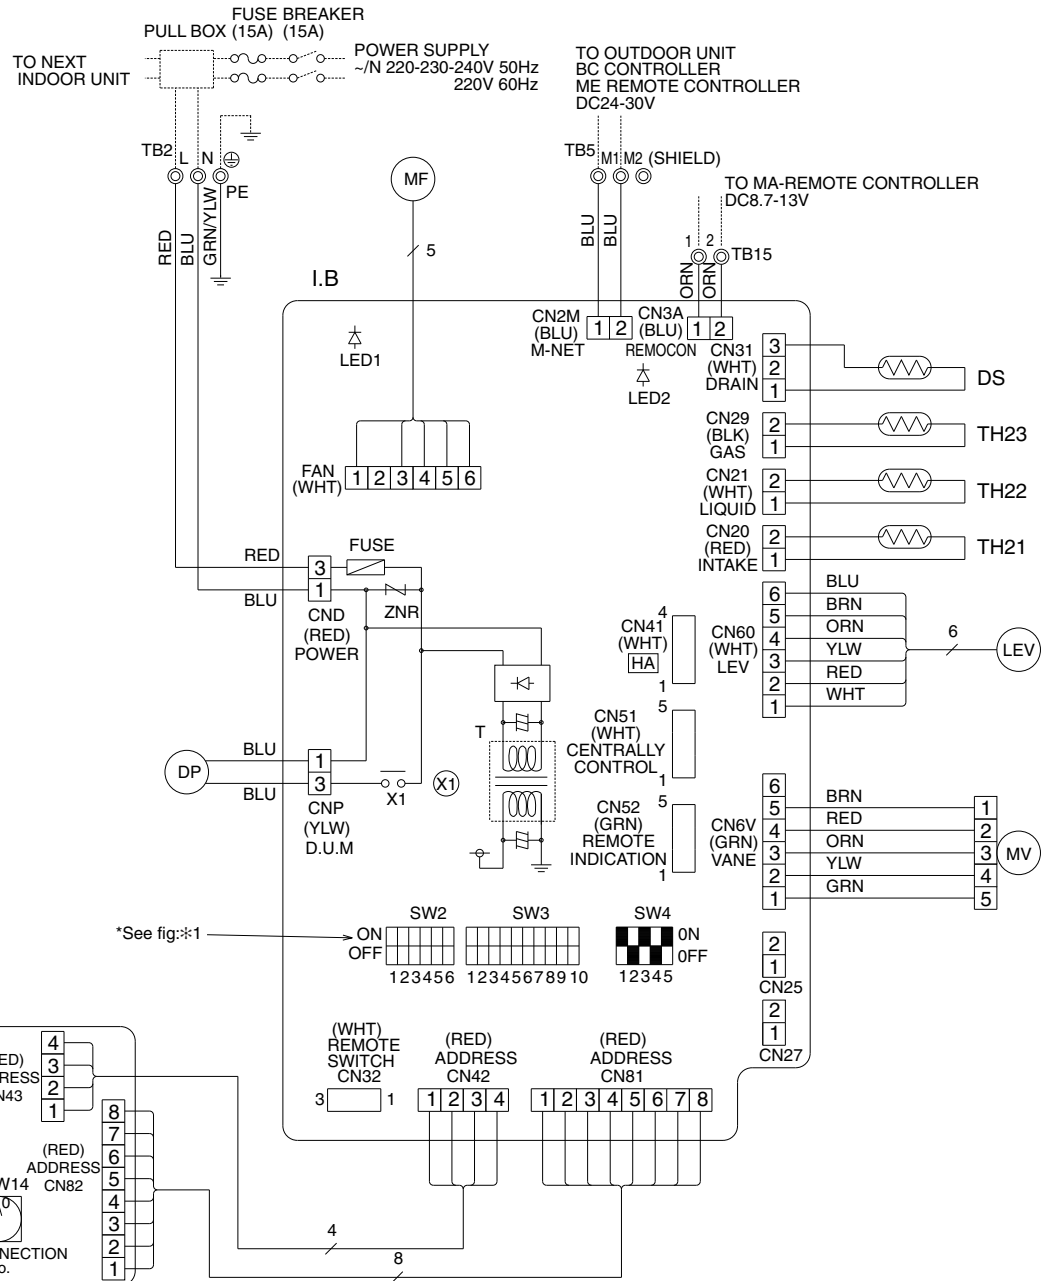 FUSE BREAKER
PULL BOX (15A) (15A)
TO NEXT
INDOOR UNIT
POWER SUPPLY
~/N 220-230-240V 50Hz
220V 60Hz
TO OUTDOOR UNIT
BC CONTROLLER
ME REMOTE CONTROLLER
DC24-30V
TB2 L N
PE
TB5 M1 M2 (SHIELD)
TO MA-REMOTE CONTROLLER
DC8.7-13V
1 2
TB15
MF
5
RED
BLU
GRN/YLW
BLU
BLU
ORN
ORN
I.B
LED1
CN2M
(BLU)
M-NET
1 2
CN3A
(BLU)
REMOCON
1 2
LED2
CN31
(WHT)
DRAIN
3
2
1
DS
CN29
(BLK)
GAS
2
1
TH23
CN21
(WHT)
LIQUID
2
1
TH22
CN20
(RED)
INTAKE
2
1
TH21
FAN
(WHT)
1 2 3 4 5 6
RED
BLU
3
1
FUSE
ZNR
CND
(RED)
POWER
CN41
(WHT)
HA
4
1
CN60
(WHT)
LEV
6
5
4
3
2
1
BLU
BRN
ORN
YLW
RED
WHT
6
LEV
T
CN51
(WHT)
CENTRALLY
CONTROL
5
1
DP
BLU
BLU
1
3
X1
X1
CNP
(YLW)
D.U.M
CN52
(GRN)
REMOTE
INDICATION
5
1
CN6V
(GRN)
VANE
6
5
4
3
2
1
BRN
RED
ORN
YLW
GRN
1
2
3
4
5
MV
*See fig:※1
SW2
SW3
SW4
ON
OFF
0N
0FF
123456
123456789 10
12345
2
1
CN25
2
1
CN27
(WHT)
REMOTE
SWITCH
CN32
3 1
(RED)
ADDRESS
CN42
1 2 3 4
(RED)
ADDRESS
CN81
1 2 3 4 5 6 7 8
ED)
RESS
N43
4
3
2
1
(RED)
ADDRESS
CN82
8
7
6
5
4
3
2
1
W14
0
NECTION
o.
4
8